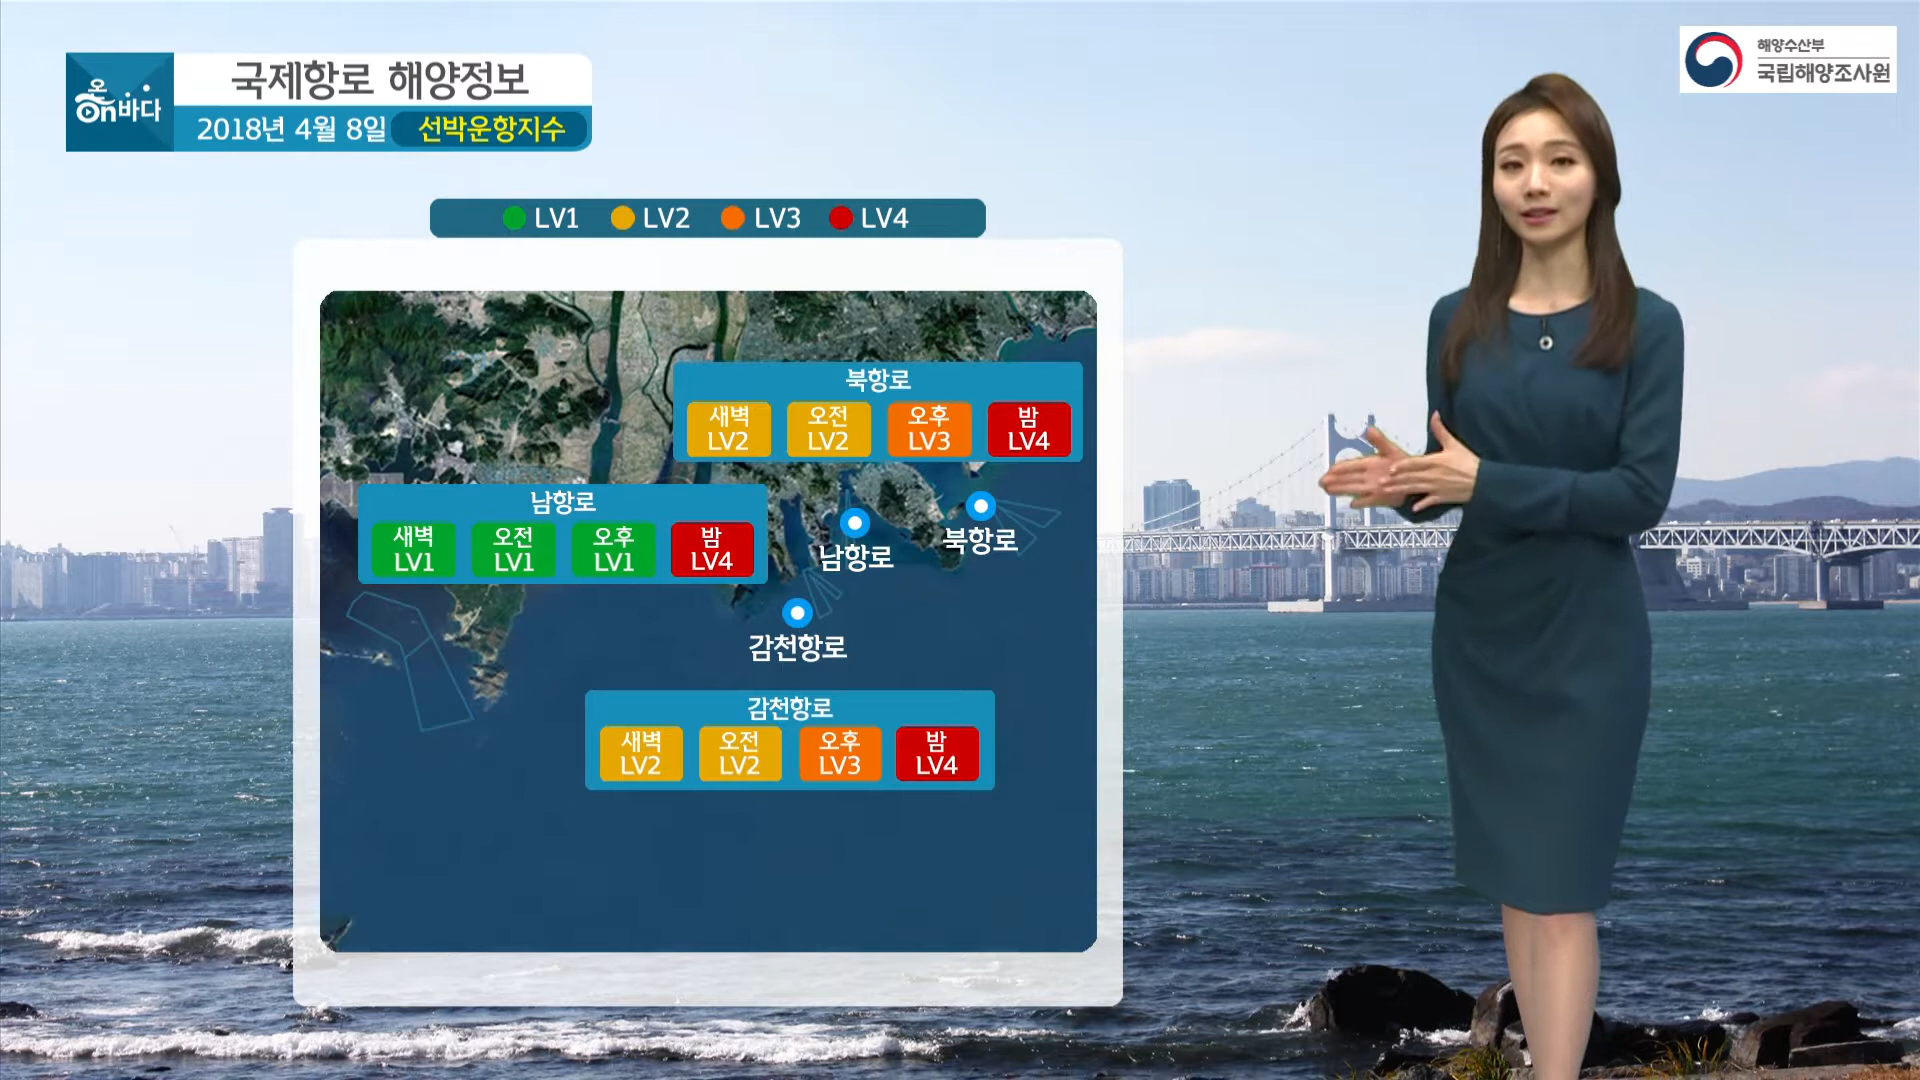 온
on바다
국제항로 해양정보
2018년 4월 8일 선박운항지수
해양수산부
국립해양조사원
LV1 LV2 LV3 LV4
북항로
새벽 오전 오후 밤
LV2 LV2 LV3 LV4
남항로
새벽 오전 오후 밤
LV1 LV1 LV1 LV4
남항로
북항로
감천항로
감천항로
새벽 오전 오후 밤
LV2 LV2 LV3 LV4